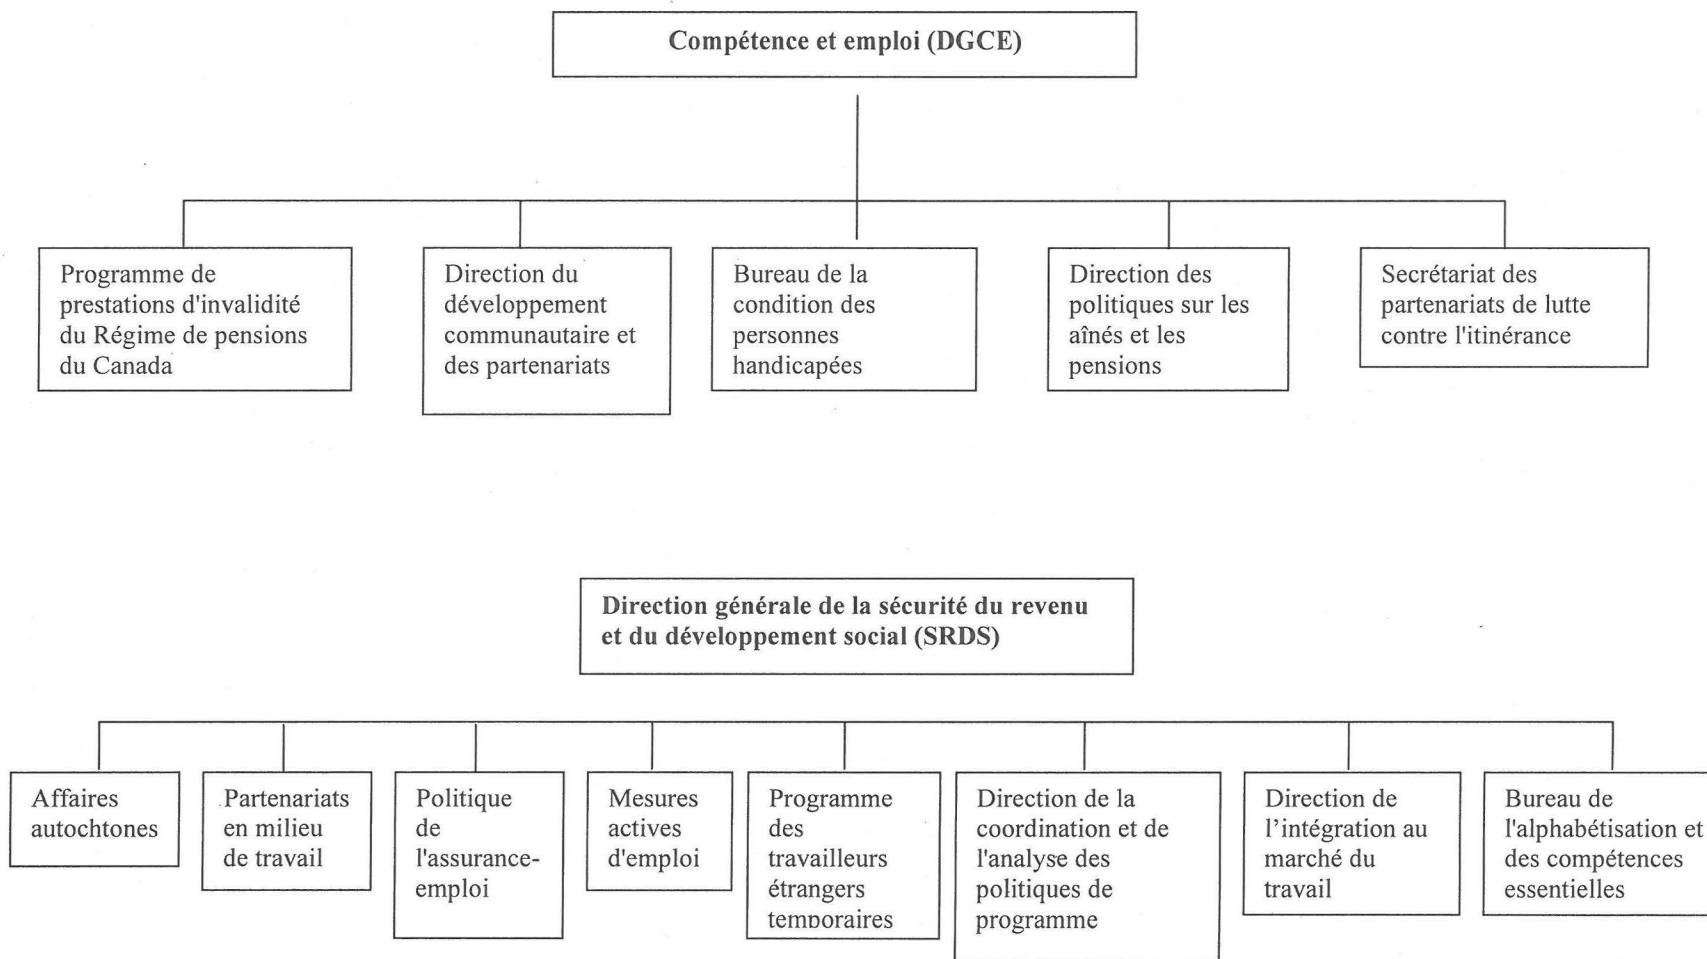 Compétence et emploi (DGCE)
Programme de
prestations d'invalidité
du Régime de pensions
du Canada
Direction du
développement
communautaire et
des partenariats
Bureau de la
condition des
personnes
handicapées
Direction des
politiques sur les
aînés et les
pensions
Secrétariat des
partenariats de lutte
contre l'itinérance
Direction générale de la sécurité du revenu
et du développement social (SRDS)
Affaires
autochtones
Partenariats
en milieu
de travail
Politique
de
l'assurance-
emploi
Mesures
actives
d'emploi
Programme
des
travailleurs
étrangers
temporaires
Direction de la
coordination et de
l'analyse des
politiques de
programme
Direction de
l’intégration au
marché du
travail
Bureau de
l'alphabétisation et
des compétences
essentielles